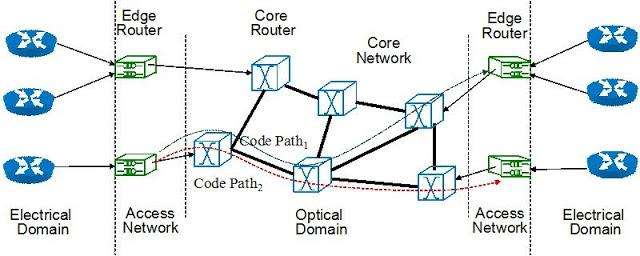 Edge
Router
Core
Router
Core
Network
Edge
Router
Code Path1
Code Path2
Electrical
Domain
Access
Network
Optical
Domain
Access
Network
Electrical
Domain